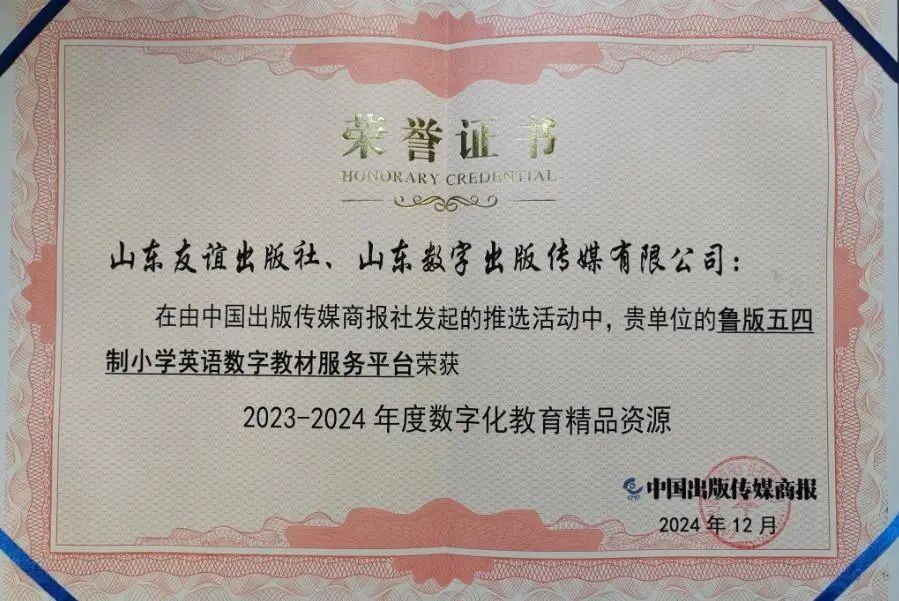 荣誉证书
HONORARY CREDENTIAL
山东友谊出版社、山东数字出版传媒有限公司：
在由中国出版传媒商报社发起的推选活动中，贵单位的鲁版五四
制小学英语数字教材服务平台荣获
2023-2024 年度数字化教育精品资源
中国出版传媒商报
2024 年 12 月